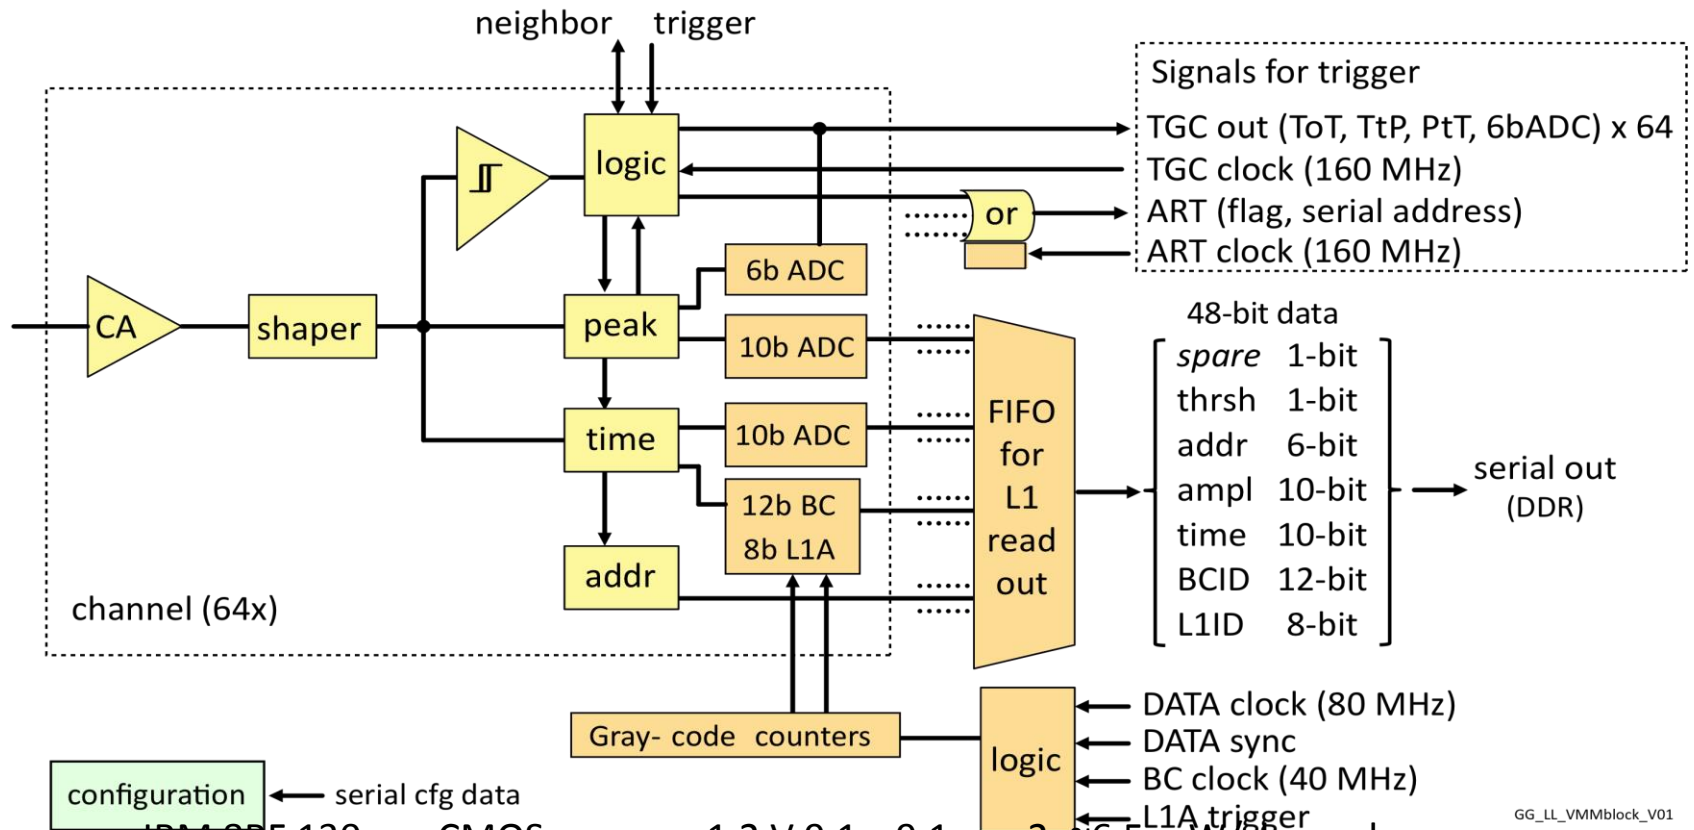 neighbor trigger
Signals for trigger
TGC out (ToT, TtP, PtT, 6bADC) x 64
TGC clock (160 MHz)
ART (flag, serial address)
ART clock (160 MHz)
logic
or
6b ADC
CA
shaper
peak
10b ADC
time
10b ADC
12b BC
8b L1A
addr
channel (64x)
FIFO
for
L1
read
out
48-bit data
spare 1-bit
thrsh 1-bit
addr 6-bit
ampl 10-bit
time 10-bit
BCID 12-bit
L1ID 8-bit
serial out
(DDR)
Gray- code counters
logic
DATA clock (80 MHz)
DATA sync
BC clock (40 MHz)
L1A trigger
configuration
serial cfg data
GG_LL_VMMblock_V01
130 CMOS